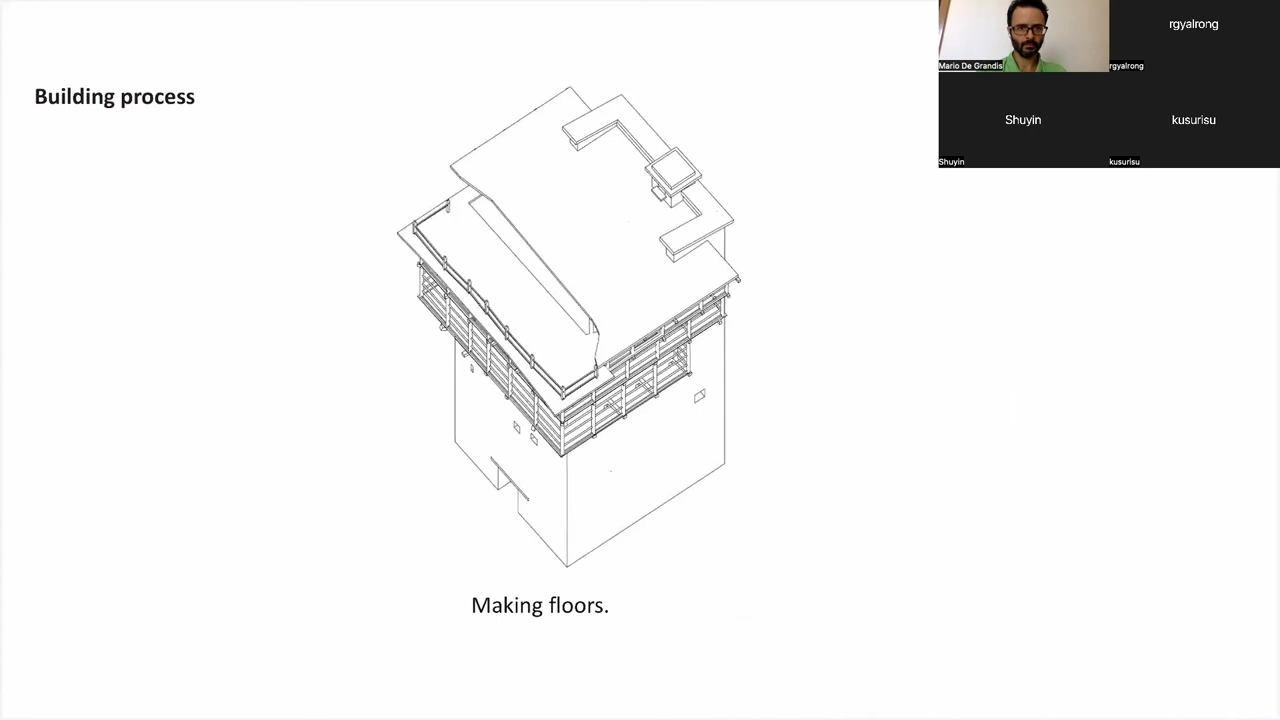 Building process
Making floors.
Mario De Grandis
rgyalrong
rgyalrong
Shuyin
Shuyin
kusurisu
kusurisu